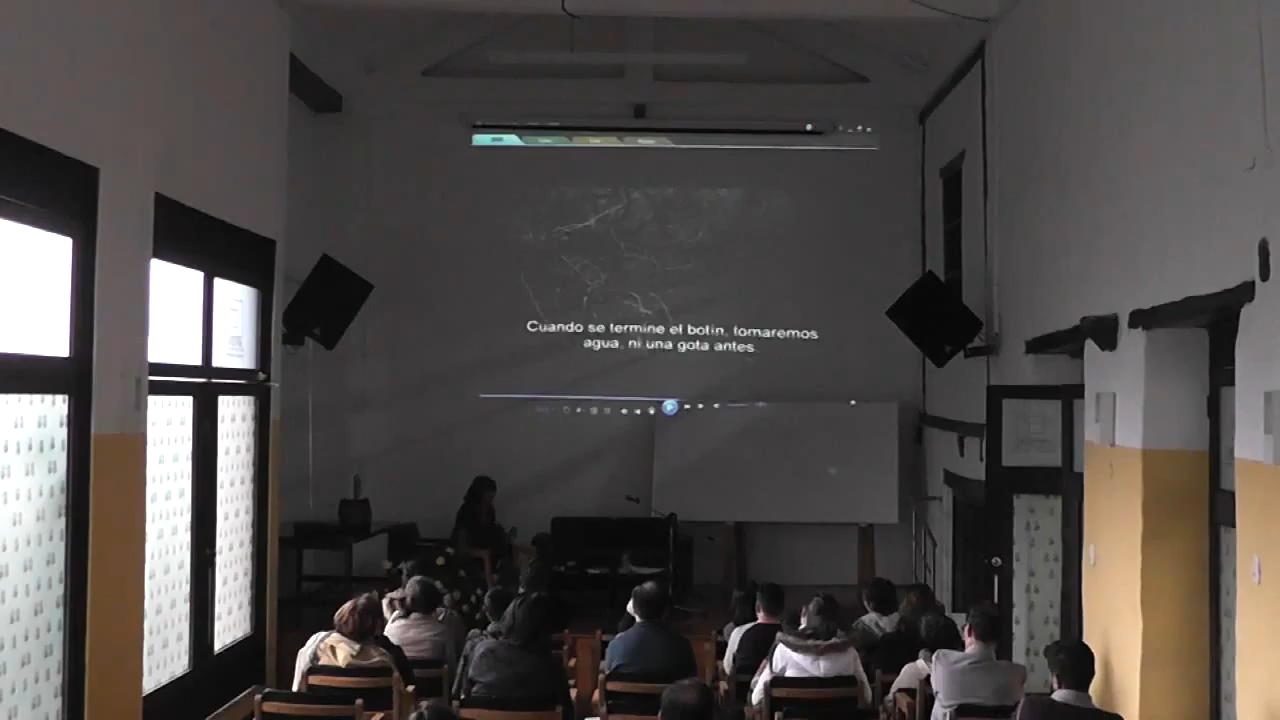 Cuando se termine el botín, tomaremos
agua, ni una gota antes.